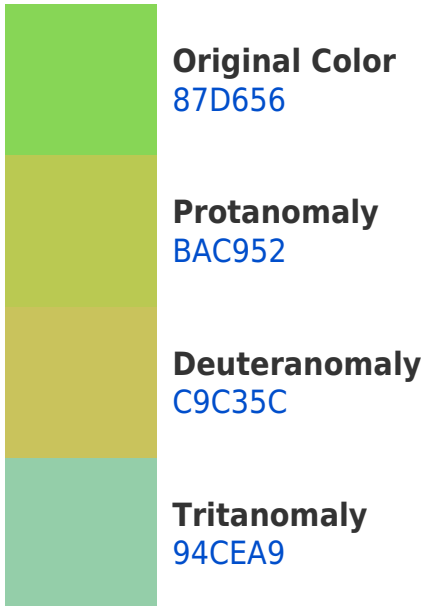 Original Color
87D656
Protanomaly
BAC952
Deuteranomaly
C9C35C
Tritanomaly
94CEA9